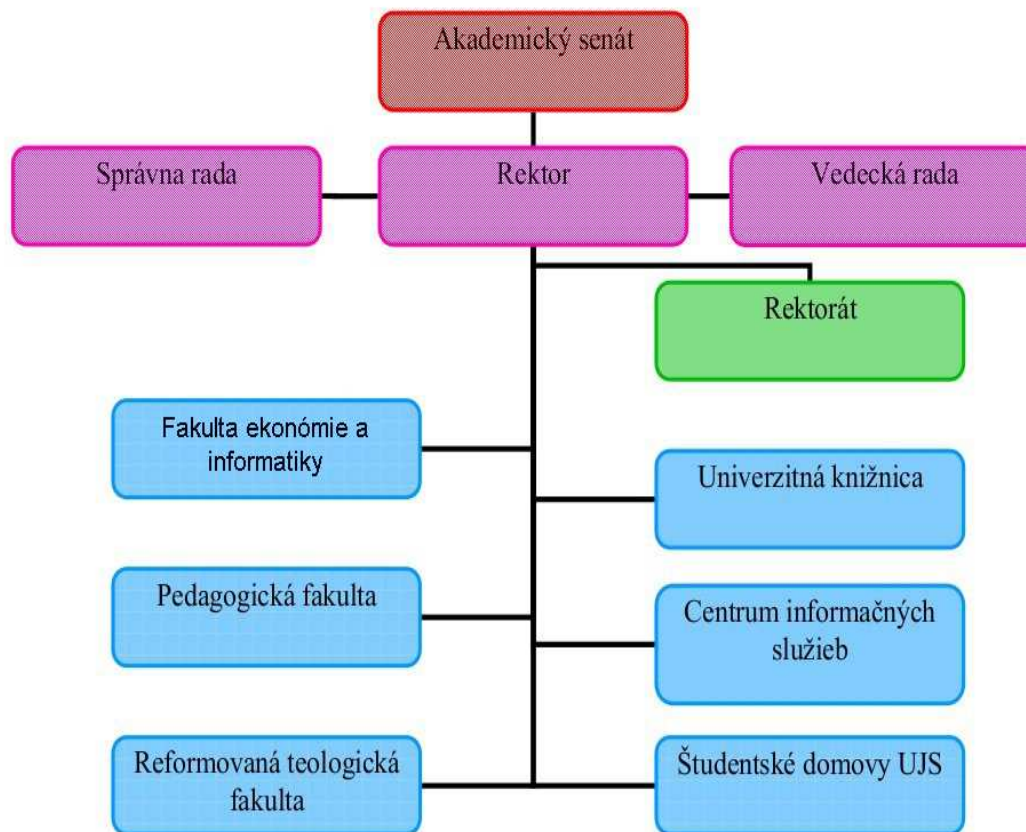 Akademický senát
Správna rada
Rektor
Vedecká rada
Rektorát
Fakulta ekonómie a
informatiky
Univerzitná knižnica
Pedagogická fakulta
Centrum informačných
služieb
Reformovaná teologická
fakulta
Študentské domovy UJS